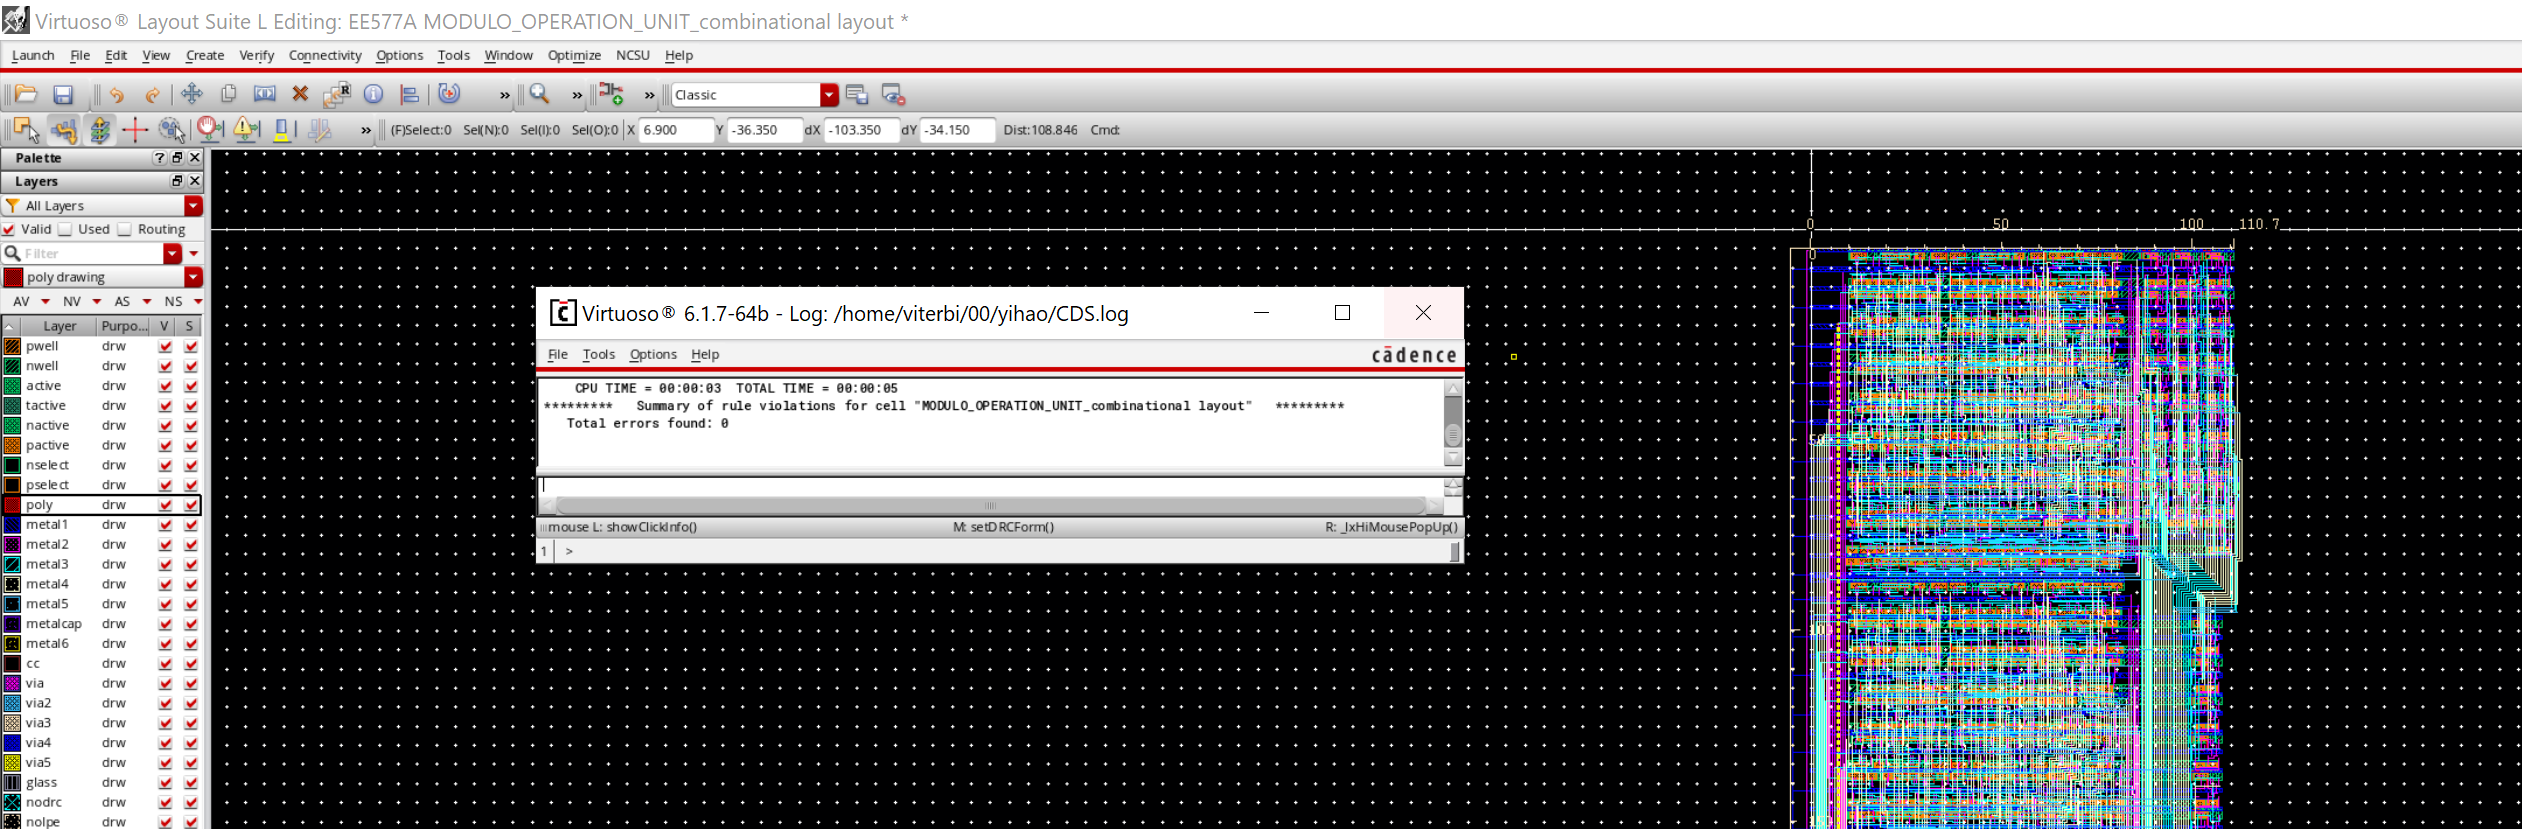 Virtuoso® Layout Suite L Editing: EE577A MODULO_OPERATION_UNIT_combinational layout *
Launch File Edit View Create Verify Connectivity Options Tools Window Optimize NCSU Help
» » » Classic
» (F)Select:0 Sel(N):0 Sel(I):0 Sel(O):0 X 6.900 Y -36.350 dX -103.350 dY -34.150 Dist:108.846 Cmd:
Palette
Layers
All Layers
Valid Used Routing
Filter
poly drawing
AV NV AS NS
Layer Purpo... V S
pwell drw
nwell drw
active drw
tactive drw
nactive drw
pactive drw
nselect drw
pselect drw
poly drw
metal1 drw
metal2 drw
metal3 drw
metal4 drw
metal5 drw
metalcap drw
metal6 drw
cc drw
via drw
via2 drw
via3 drw
via4 drw
via5 drw
glass drw
nodrc drw
nolpe drw
Virtuoso® 6.1.7-64b - Log: /home/viterbi/00/yihao/CDS.log
File Tools Options Help
cādence
CPU TIME = 00:00:03 TOTAL TIME = 00:00:05
********* Summary of rule violations for cell "MODULO_OPERATION_UNIT_combinational layout" *********
Total errors found: 0
mouse L: showClickInfo() M: setDRCForm() R: _lxHiMousePopUp()
1 >
0 50 100 110.7
0